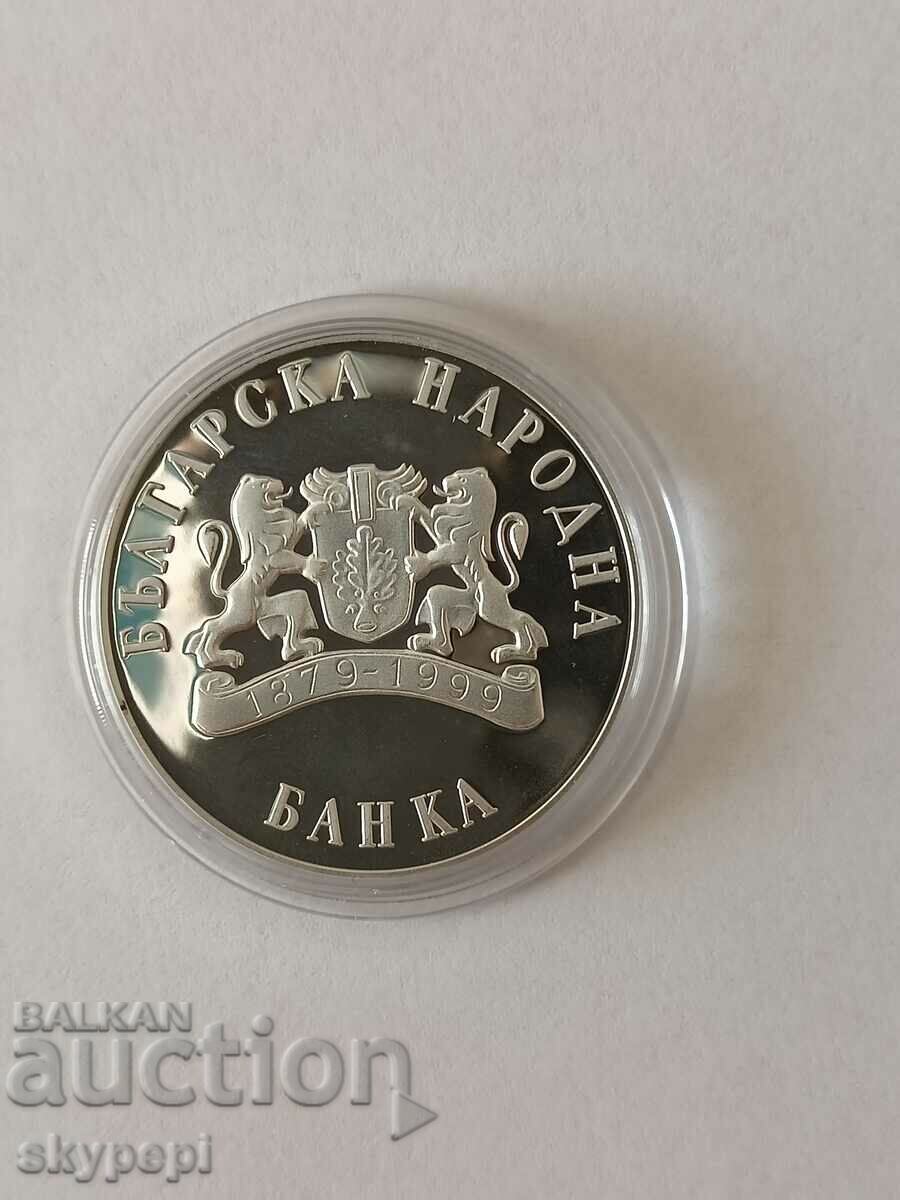 БЪЛГАРСКА НАРОДНА
1879-1999
БАНКА
BALKAN
auction
skypepi